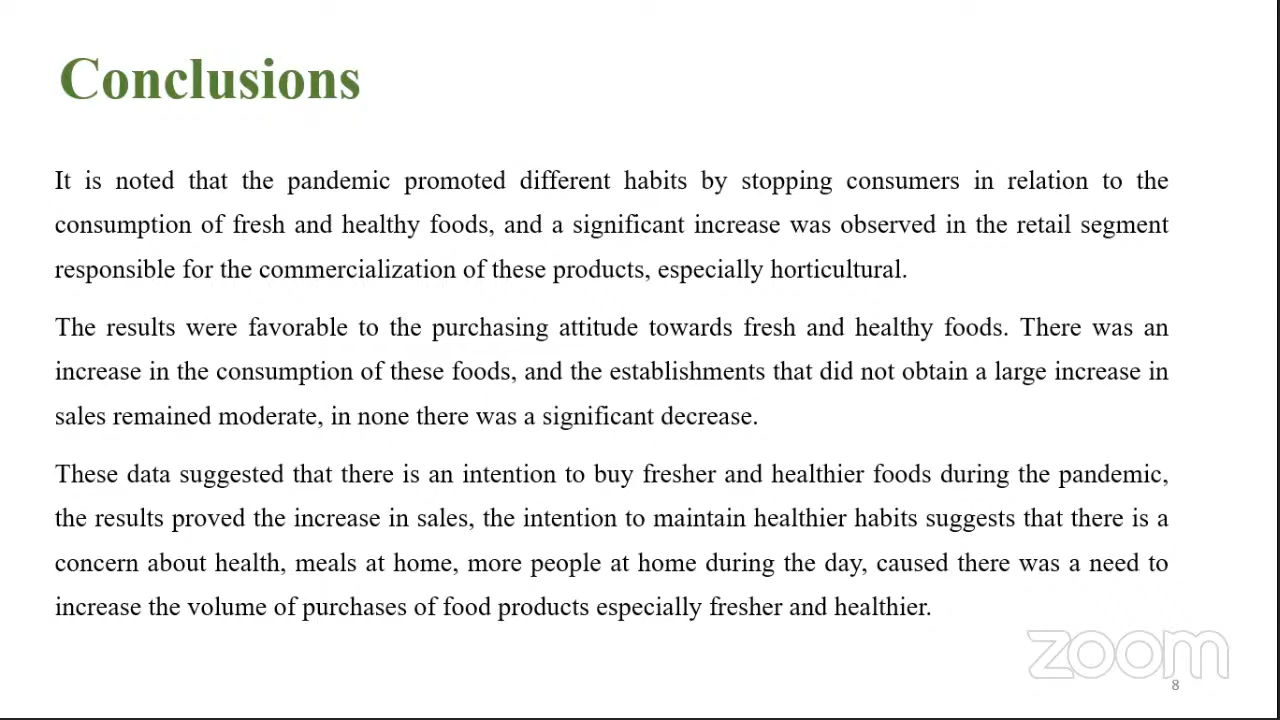 Conclusions
It is noted that the pandemic promoted different habits by stopping consumers in relation to the
consumption of fresh and healthy foods, and a significant increase was observed in the retail segment
responsible for the commercialization of these products, especially horticultural.
The results were favorable to the purchasing attitude towards fresh and healthy foods. There was an
increase in the consumption of these foods, and the establishments that did not obtain a large increase in
sales remained moderate, in none there was a significant decrease.
These data suggested that there is an intention to buy fresher and healthier foods during the pandemic,
the results proved the increase in sales, the intention to maintain healthier habits suggests that there is a
concern about health, meals at home, more people at home during the day, caused there was a need to
increase the volume of purchases of food products especially fresher and healthier.
zoom
8